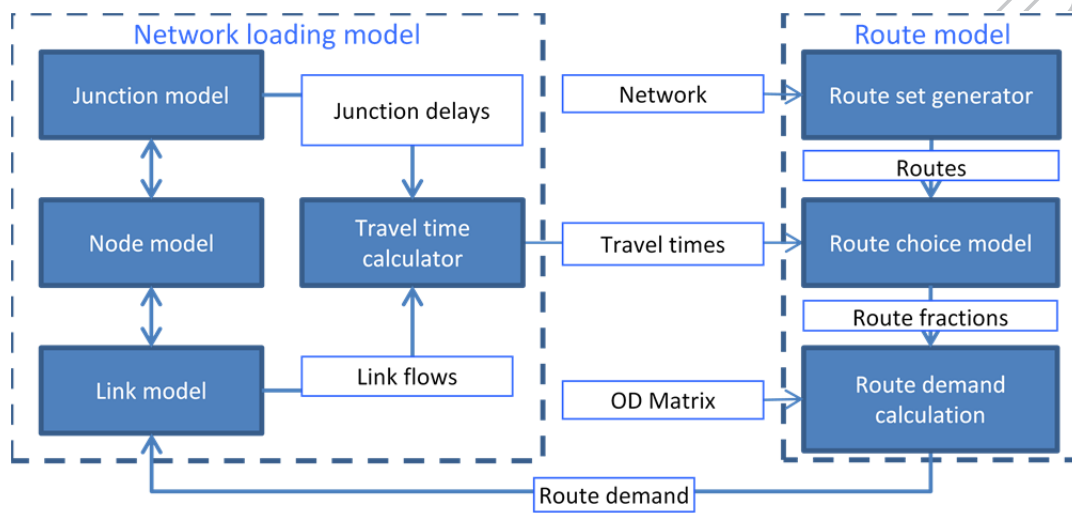 Network loading model
Route model
Junction model
Junction delays
Network
Route set generator
Routes
Node model
Travel time
calculator
Travel times
Route choice model
Route fractions
Link model
Link flows
OD Matrix
Route demand
calculation
Route demand